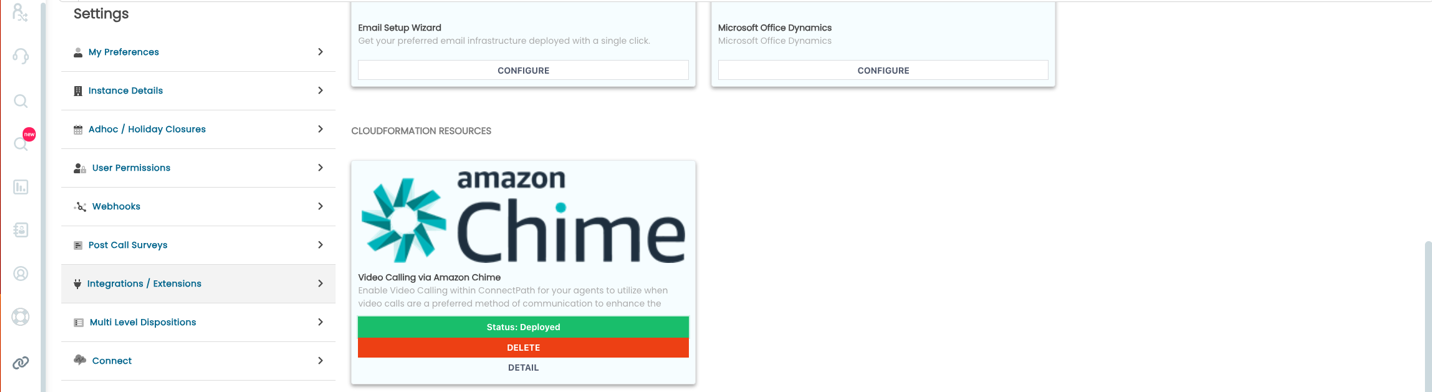 Settings
My Preferences
Instance Details
Adhoc / Holiday Closures
User Permissions
new
Webhooks
Post Call Surveys
Integrations / Extensions
Multi Level Dispositions
Connect
Email Setup Wizard
Get your preferred email infrastructure deployed with a single click.
CONFIGURE
Microsoft Office Dynamics
Microsoft Office Dynamics
CONFIGURE
CLOUDFORMATION RESOURCES
amazon
Chime
Video Calling via Amazon Chime
Enable Video Calling within ConnectPath for your agents to utilize when
video calls are a preferred method of communication to enhance the
Status: Deployed
DELETE
DETAIL